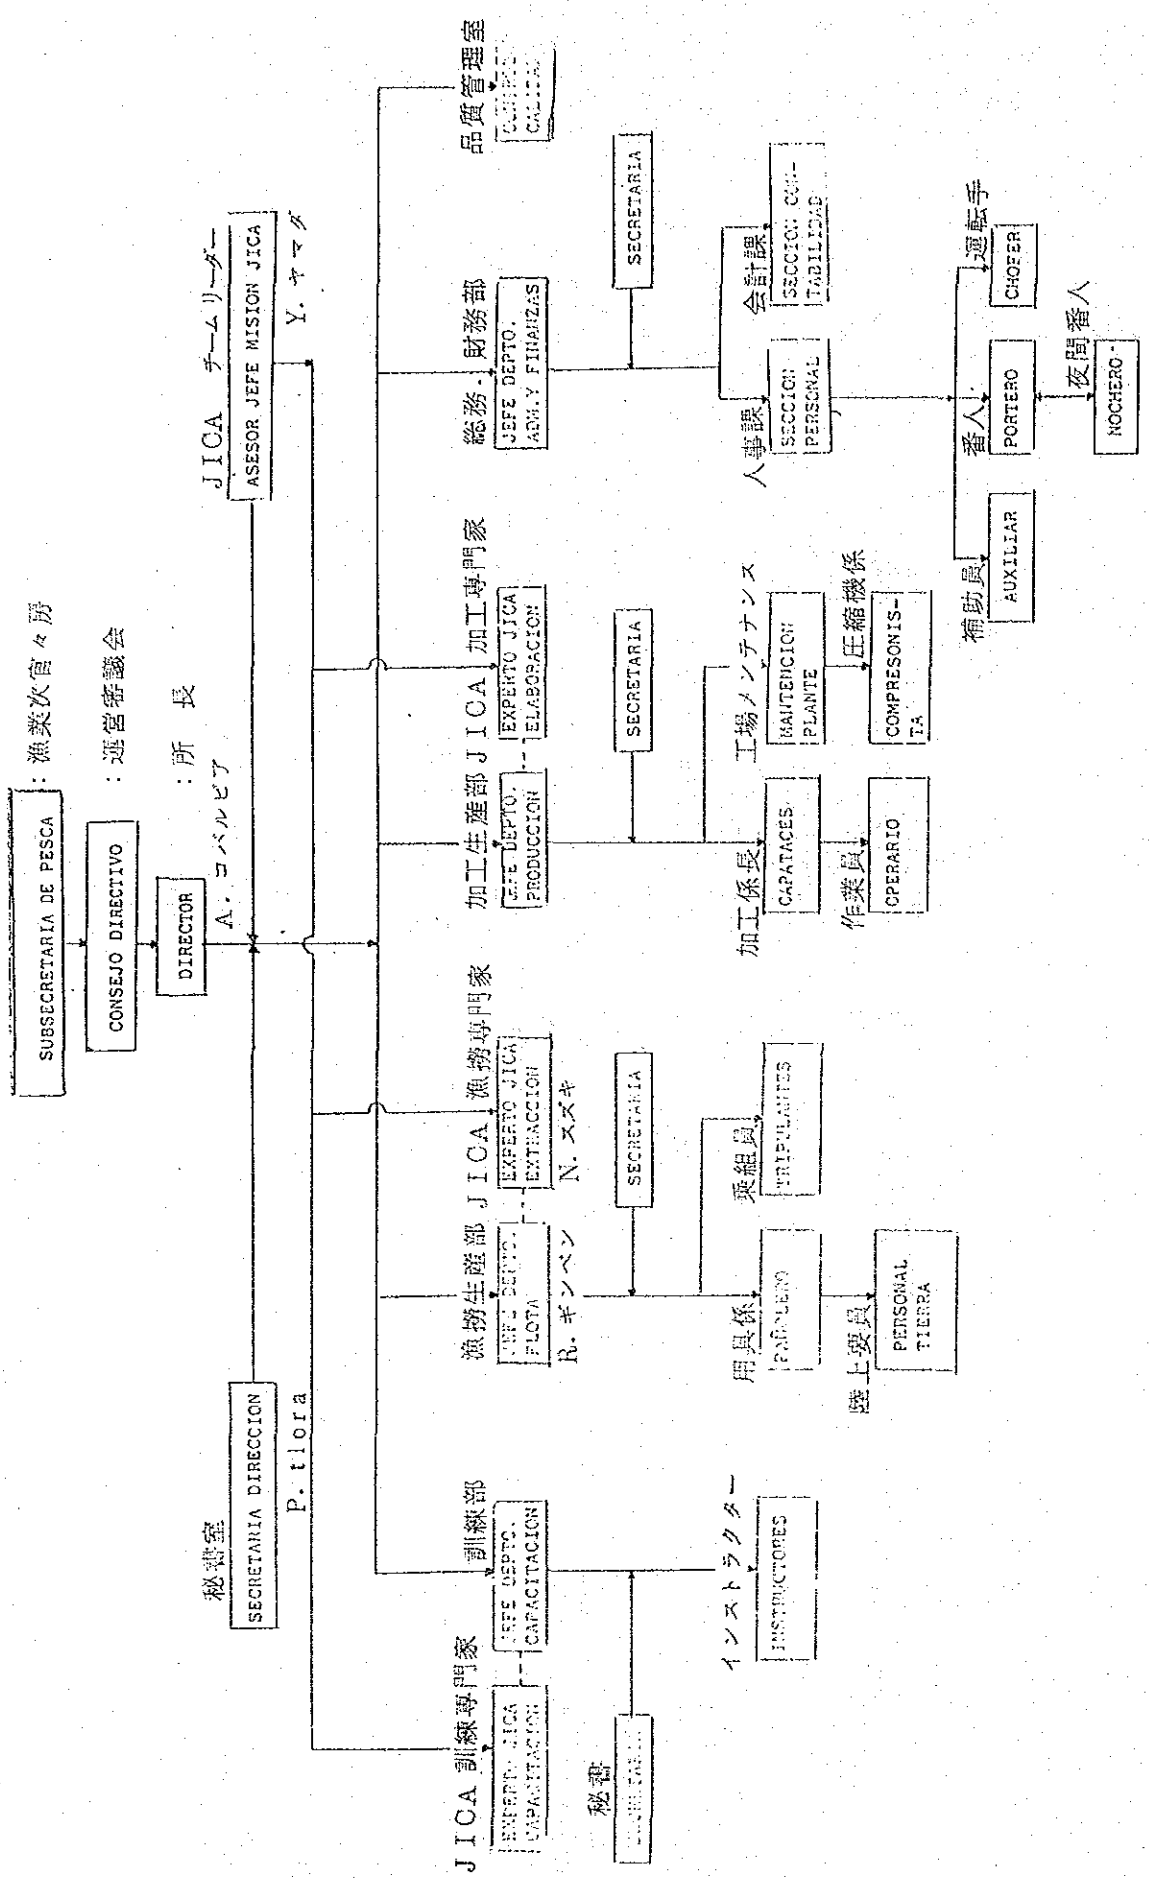 SUBSECRETARIA DE PESCA
：漁業次官々房
CONSEJO DIRECTIVO
：運営審議会
DIRECTOR
：所　長
A. コバルビア
秘書室
SECRETARIA DIRECCION
P. tlora
JICA チームリーダー
ASESOR JEFE MISION JICA
Y. ヤマダ
JICA 訓練専門家
EXPERTO JICA
CAPACITACION
訓練部
JEFE DEPTO.
CAPACITACION
漁撈生産部
JEFE DEPTO.
FLOTA
R. ギンペン
JICA 漁撈専門家
EXPERTO JICA
EXTRACCION
N. スズキ
加工生産部
JEFE DEPTO.
PRODUCCION
JICA 加工専門家
EXPERTO JICA
ELABORACION
総務．財務部
JEFE DEPTO.
ADM.Y FINANZAS
品質管理室
CONTROL
CALIDAD
秘書
SECRETARIA
SECRETARIA
SECRETARIA
SECRETARIA
インストラクター
INSTRUCTORES
用具係
PAÑOLERO
乗組員
TRIPULANTES
加工係長
CAPATACES
工場メンテナンス
MANTENCION
PLANTE
人事課
SECCION
PERSONAL
会計課
SECCION CON-
TABILIDAD
陸上要員
PERSONAL
TIERRA
作業員
OPERARIO
圧縮機係
COMPRESONIS-
TA
補助員
AUXILIAR
番人
PORTERO
運転手
CHOFER
夜間番人
NOCHERO